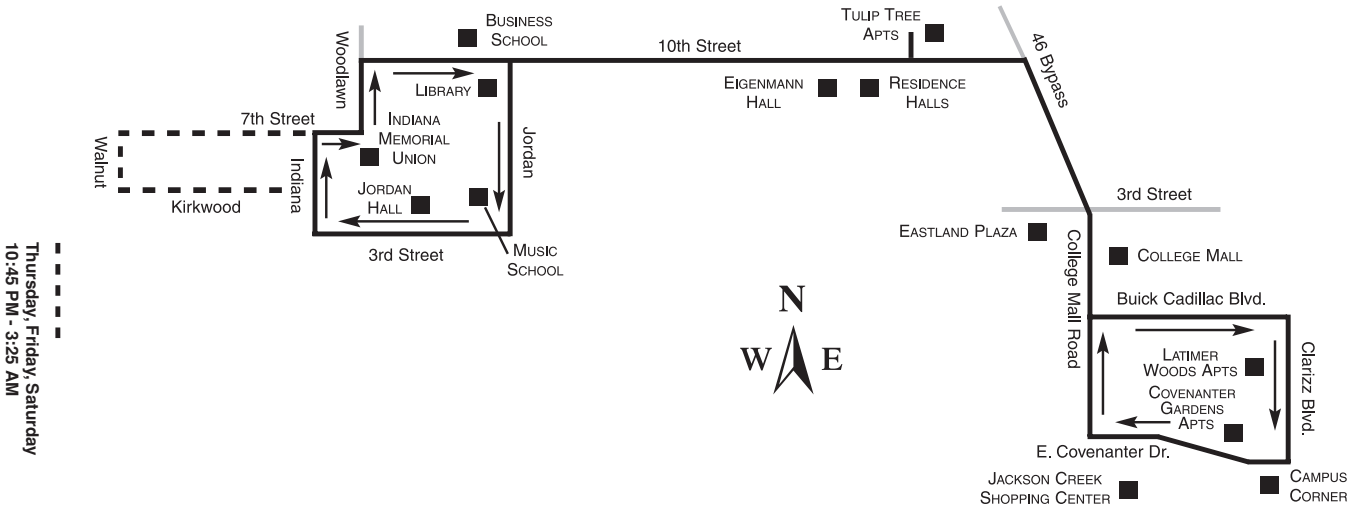 BUSINESS
SCHOOL
TULIP TREE
APTS
Woodlawn
10th Street
46 Bypass
LIBRARY
EIGENMANN
HALL
RESIDENCE
HALLS
7th Street
INDIANA
MEMORIAL
UNION
Jordan
Walnut
Indiana
Kirkwood
JORDAN
HALL
3rd Street
MUSIC
SCHOOL
3rd Street
EASTLAND PLAZA
College Mall Road
COLLEGE MALL
Buick Cadillac Blvd.
Thursday, Friday, Saturday
10:45 PM - 3:25 AM
N
W E
LATIMER
WOODS APTS
COVENANTER
GARDENS
APTS
Clarizz Blvd.
E. Covenanter Dr.
JACKSON CREEK
SHOPPING CENTER
CAMPUS
CORNER